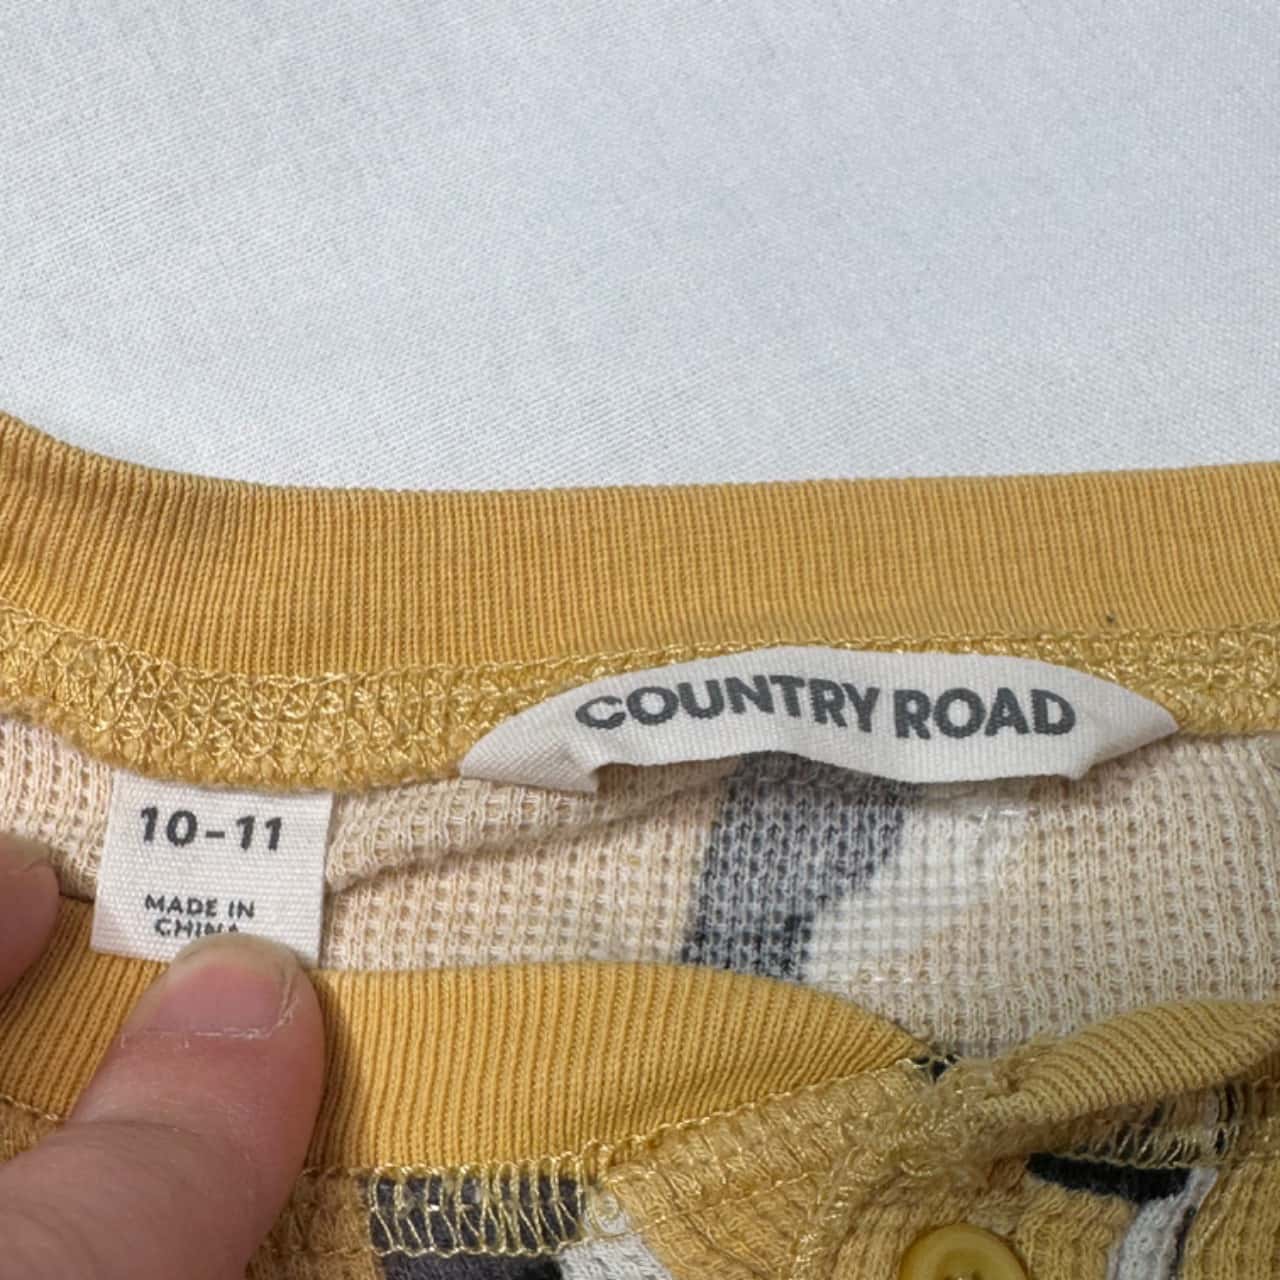 COUNTRY ROAD
10-11
MADE IN
CHINA